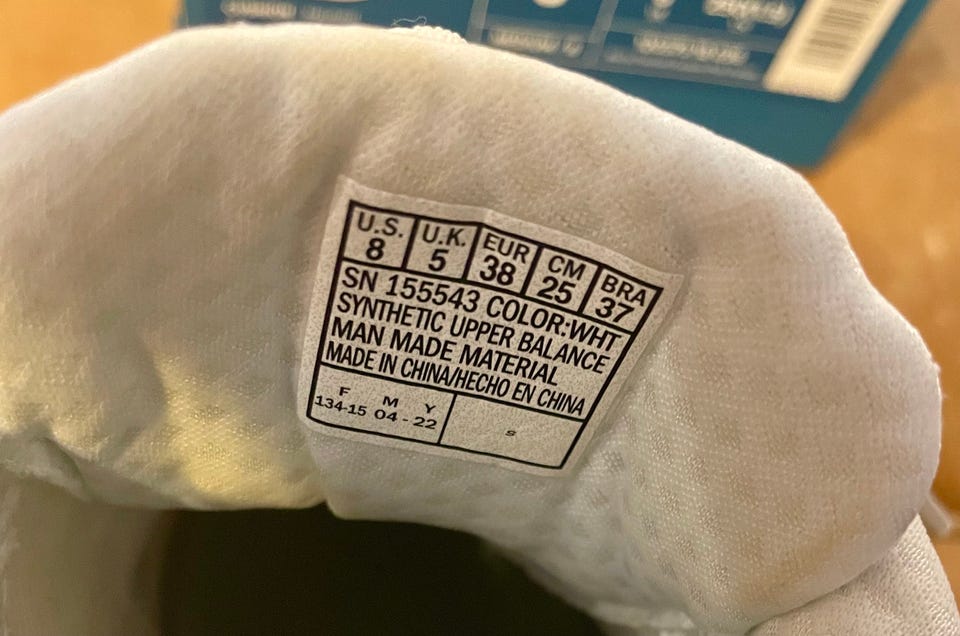 U.S. U.K. EUR CM BRA
8 5 38 25 37
SN 155543 COLOR:WHT
SYNTHETIC UPPER BALANCE
MAN MADE MATERIAL
MADE IN CHINA/HECHO EN CHINA
F M Y
134-15 04 - 22
S